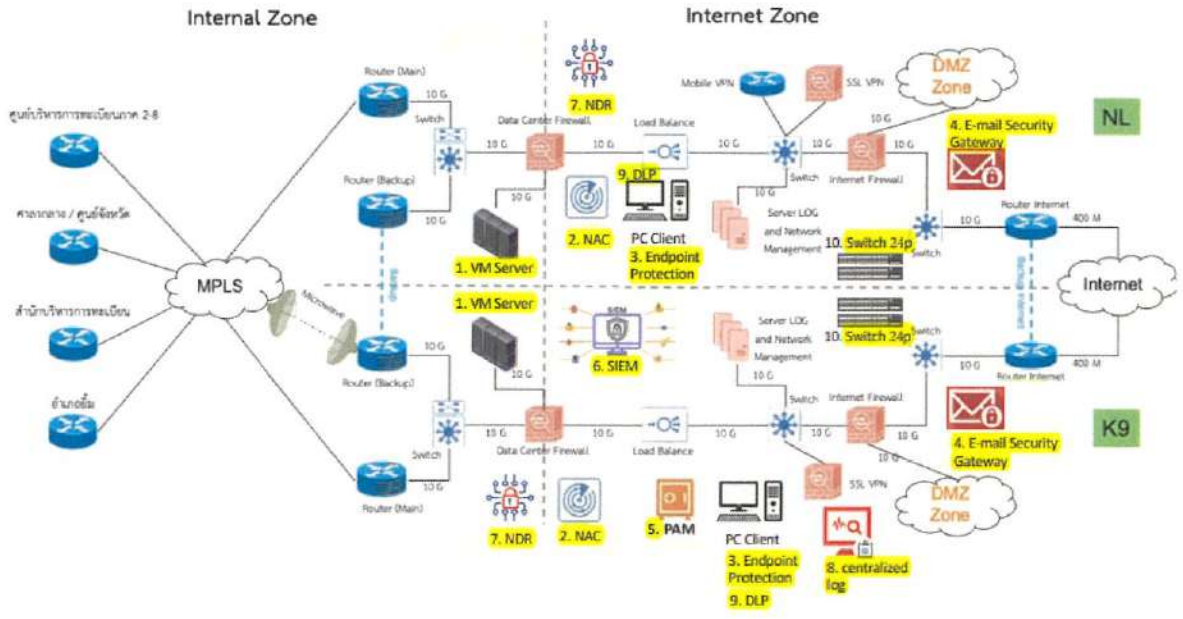 Internal Zone
Internet Zone
Router (Main)
10 G
Switch
7. NDR
Mobile VPN
SSL VPN
DMZ
Zone
10 G
4. E-mail Security
Gateway
NL
ศูนย์บริหารการทะเบียนภาค 2-8
Data Center Firewall
Load Balance
10 G
10 G
10 G
10 G
10 G
9. DLP
Router (Backup)
10 G
10 G
Switch
Internet Firewall
ศาลากลาง / ศูนย์จังหวัด
2. NAC
PC Client
3. Endpoint
Protection
Server LOG
and Network
Management
10 G
10. Switch 24p
Switch
10 G
Router Internet
400 M
1. VM Server
MPLS
Backup
Microwave
Backup Internet
Internet
1. VM Server
สำนักบริหารการทะเบียน
SIEM
6. SIEM
Server LOG
and Network
Management
10. Switch 24p
Switch
10 G
Router Internet
400 M
Router (Backup)
10 G
10 G
10 G
Switch
Internet Firewall
อำเภอยิ้ม
Switch
10 G
Data Center Firewall
10 G
Load Balance
10 G
10 G
10 G
4. E-mail Security
Gateway
K9
10 G
Router (Main)
SSL VPN
10 G
DMZ
Zone
7. NDR
2. NAC
5. PAM
PC Client
3. Endpoint
Protection
9. DLP
8. centralized
log